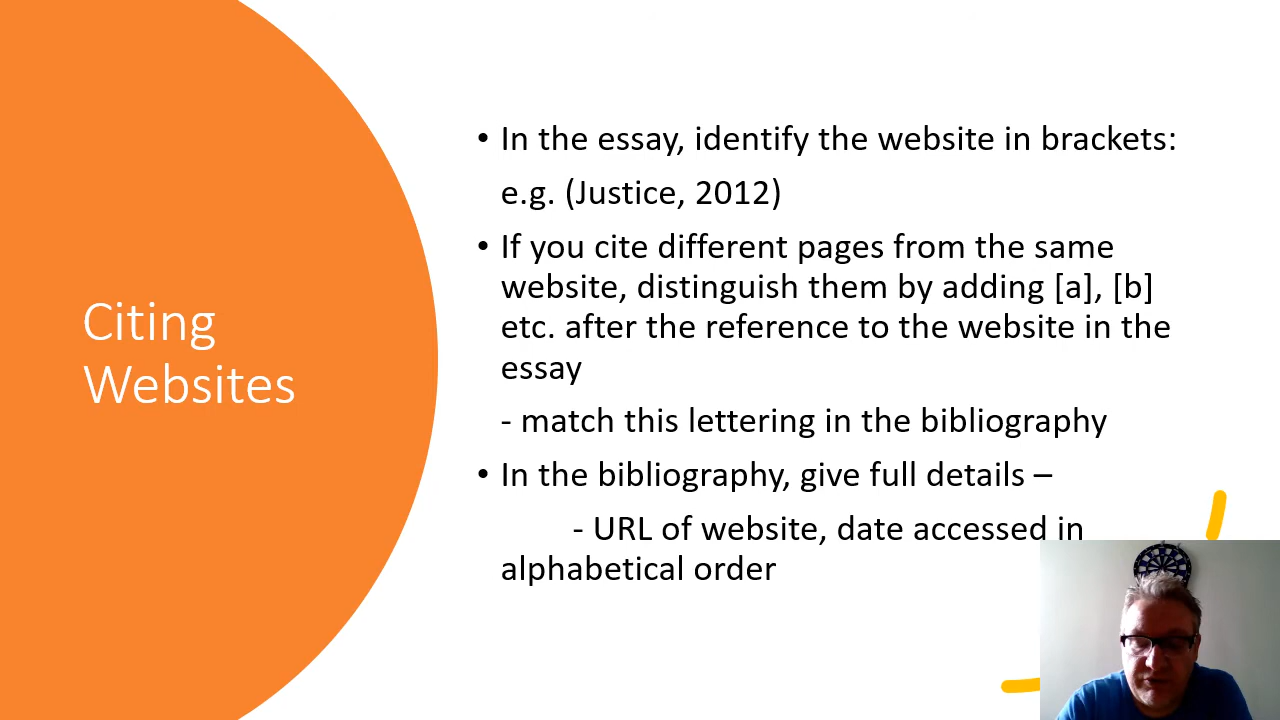 Citing
Websites
• In the essay, identify the website in brackets:
e.g. (Justice, 2012)
• If you cite different pages from the same
website, distinguish them by adding [a], [b]
etc. after the reference to the website in the
essay
- match this lettering in the bibliography
• In the bibliography, give full details –
- URL of website, date accessed in
alphabetical order